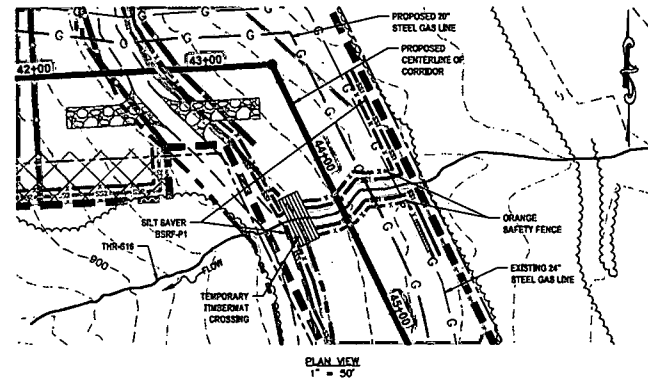 PROPOSED 20"
STEEL GAS LINE
PROPOSED
CENTERLINE OF
CORRIDOR
42+00
43+00
44+00
45+00
G
SILT SAVER
BSRF-P1
THR-S16
900
FLOW
TEMPORARY
TIMBERMAT
CROSSING
ORANGE
SAFETY FENCE
EXISTING 24"
STEEL GAS LINE
PLAN VIEW
1" = 50'